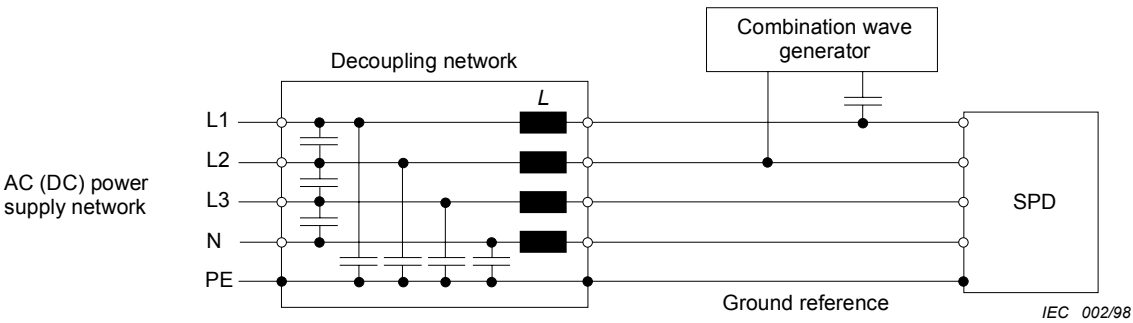 Combination wave
generator
Decoupling network
L
L1
L2
AC (DC) power
supply network
L3
SPD
N
PE
Ground reference
IEC 002/98